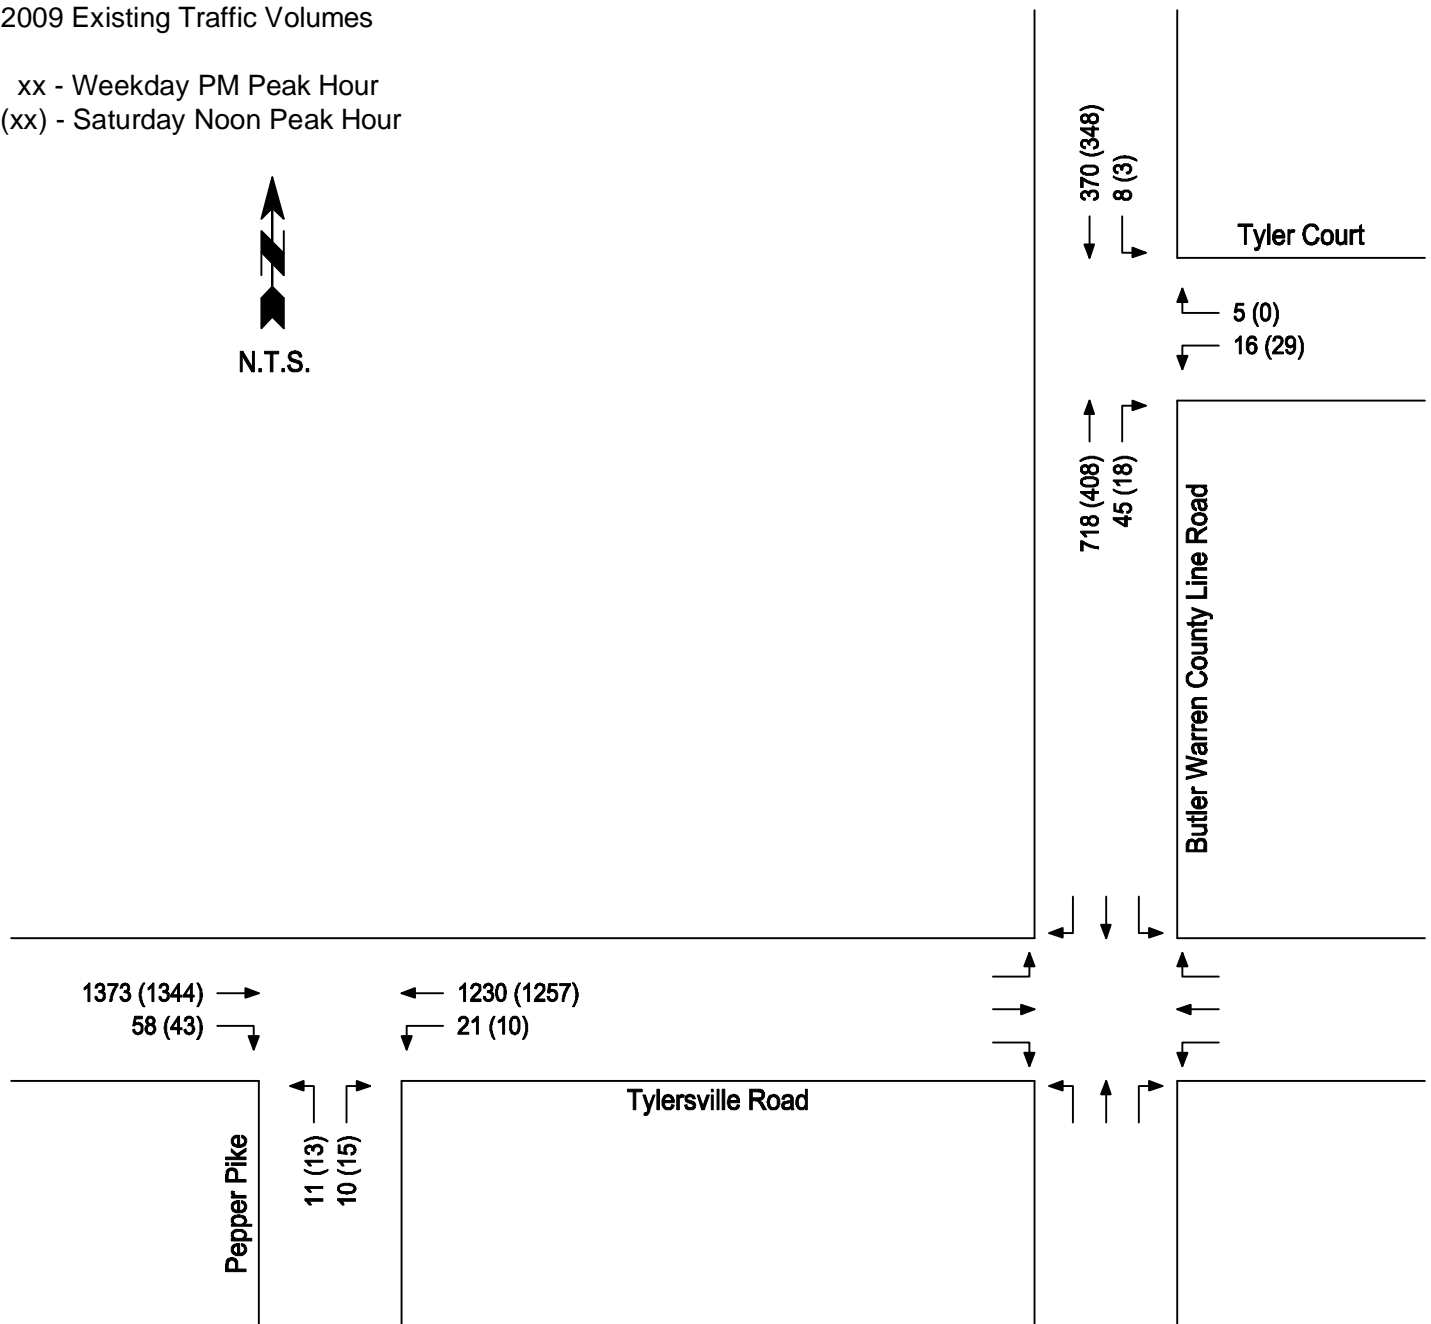 2009 Existing Traffic Volumes
xx - Weekday PM Peak Hour
(xx) - Saturday Noon Peak Hour
N
N.T.S.
370 (348)
8 (3)
Tyler Court
5 (0)
16 (29)
718 (408)
45 (18)
Butler Warren County Line Road
1373 (1344)
58 (43)
1230 (1257)
21 (10)
Tylersville Road
11 (13)
10 (15)
Pepper Pike